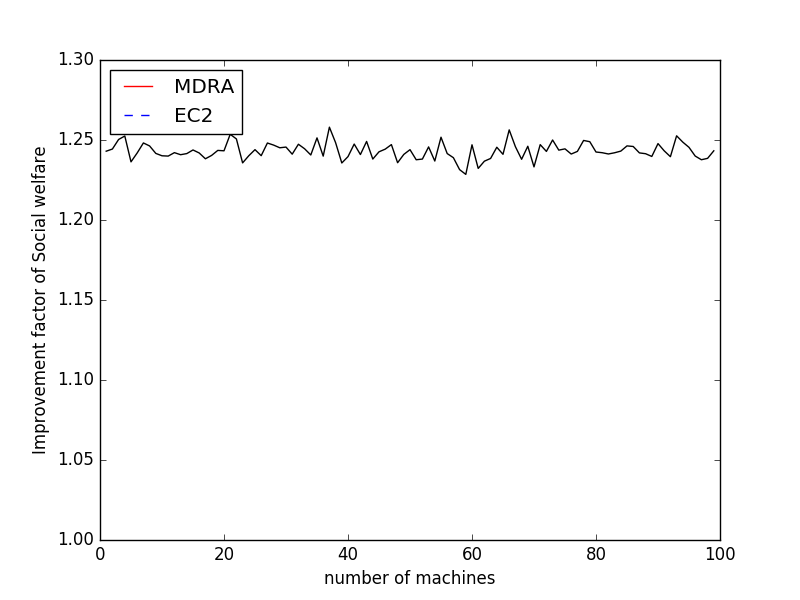 1.30
1.25
1.20
1.15
1.10
1.05
1.00
Improvement factor of Social welfare
MDRA
EC2
0 20 40 60 80 100
number of machines